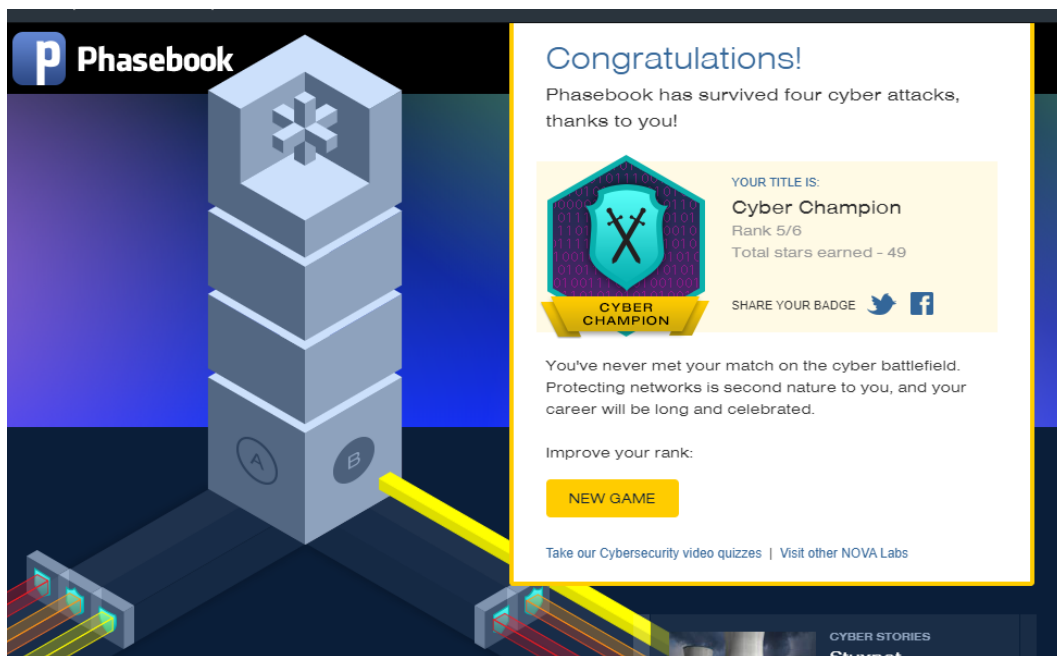 p Phasebook
Congratulations!
Phasebook has survived four cyber attacks,
thanks to you!
YOUR TITLE IS:
Cyber Champion
Rank 5/6
Total stars earned - 49
CYBER
CHAMPION
SHARE YOUR BADGE
You've never met your match on the cyber battlefield.
Protecting networks is second nature to you, and your
career will be long and celebrated.
Improve your rank:
A
B
NEW GAME
Take our Cybersecurity video quizzes | Visit other NOVA Labs
CYBER STORIES
Stuxnet